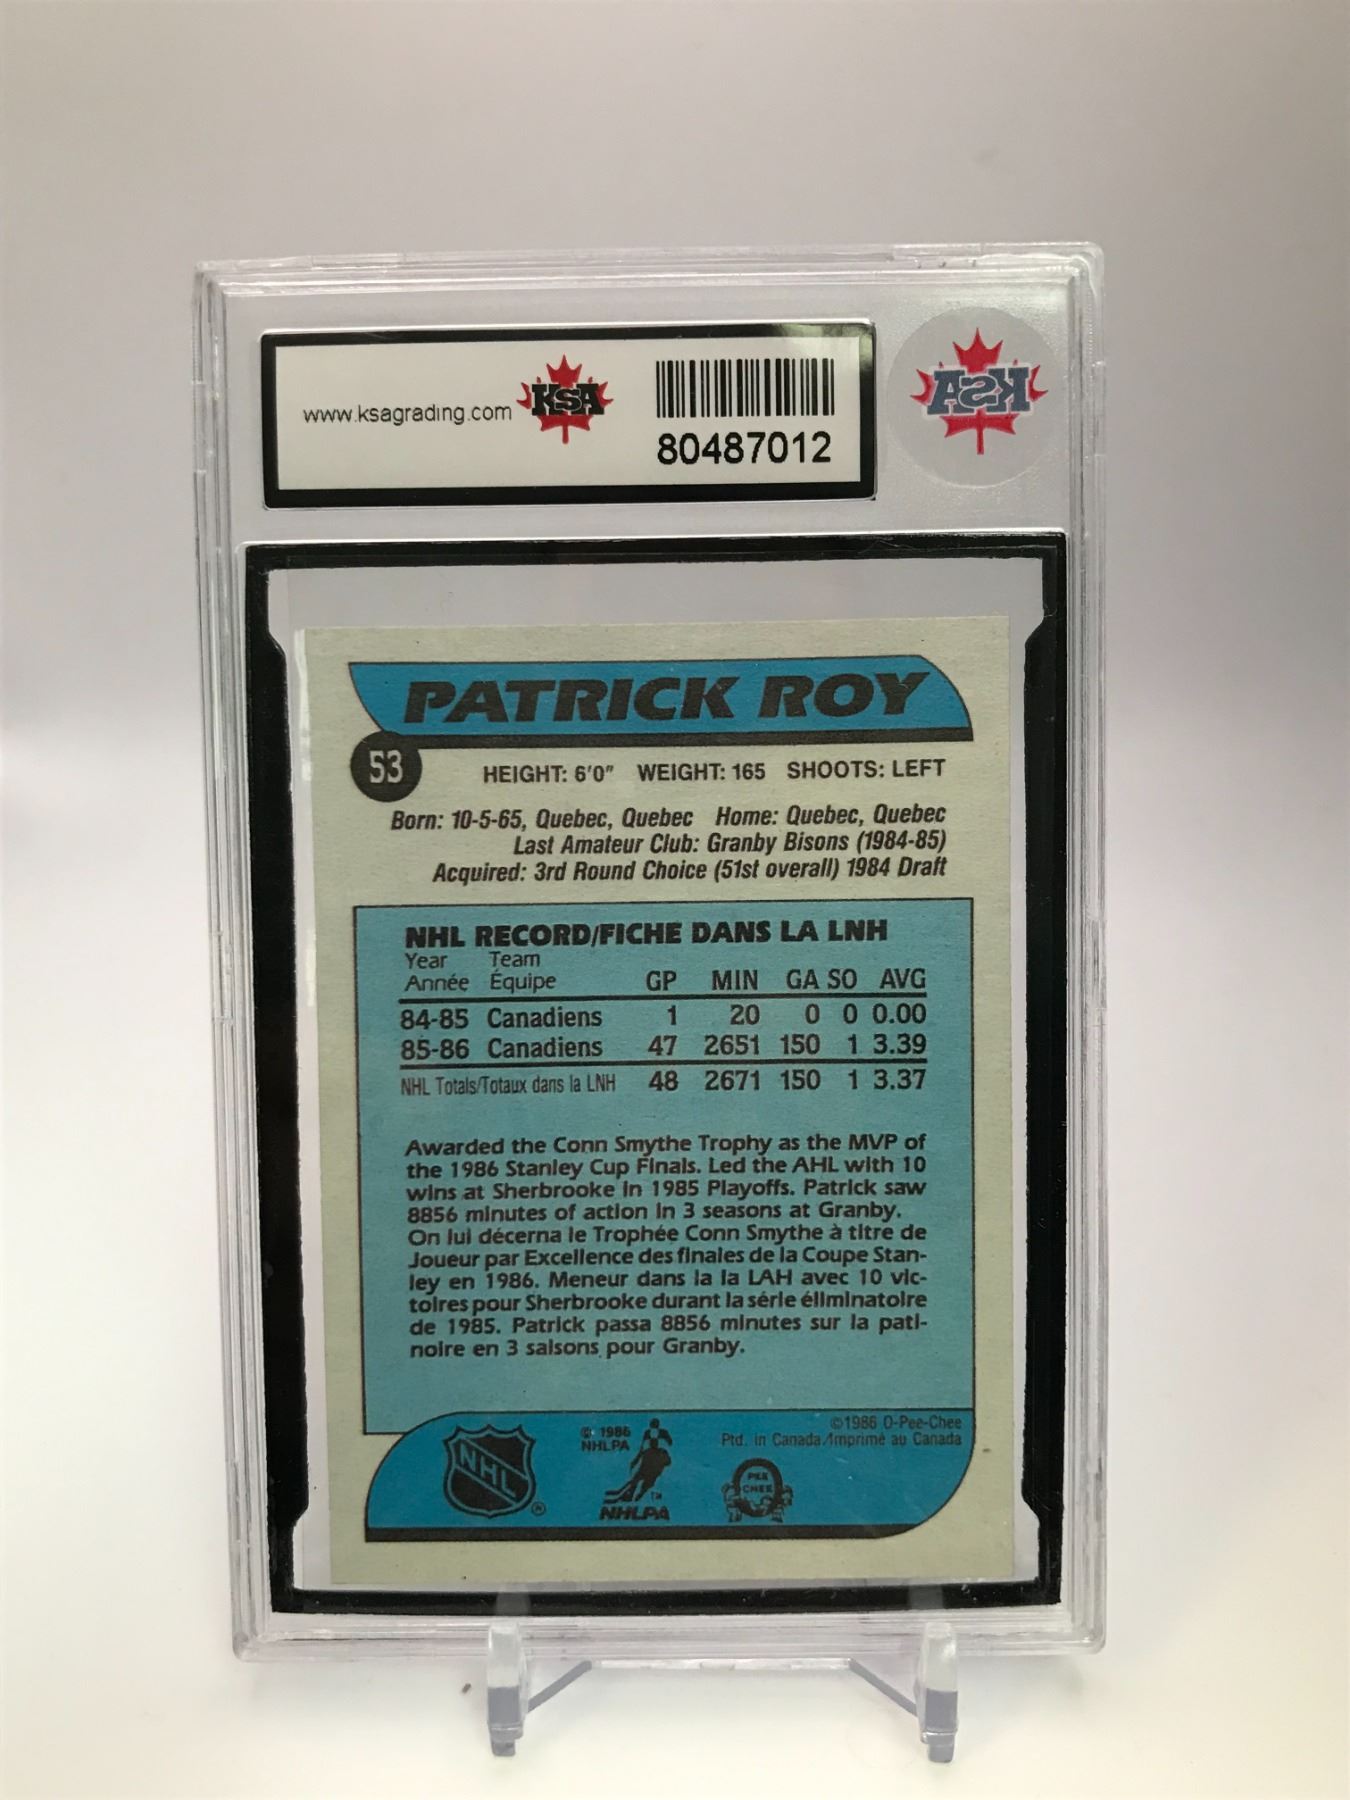 www.ksagrading.com KSA
80487012
KSA
PATRICK ROY
53
HEIGHT: 6'0" WEIGHT: 165 SHOOTS: LEFT
Born: 10-5-65, Quebec, Quebec Home: Quebec, Quebec
Last Amateur Club: Granby Bisons (1984-85)
Acquired: 3rd Round Choice (51st overall) 1984 Draft
NHL RECORD/FICHE DANS LA LNH
Year Team
Année Équipe GP MIN GA SO AVG
84-85 Canadiens 1 20 0 0 0.00
85-86 Canadiens 47 2651 150 1 3.39
NHL Totals/Totaux dans la LNH 48 2671 150 1 3.37
Awarded the Conn Smythe Trophy as the MVP of
the 1986 Stanley Cup Finals. Led the AHL with 10
wins at Sherbrooke in 1985 Playoffs. Patrick saw
8856 minutes of action in 3 seasons at Granby.
On lui décerna le Trophée Conn Smythe à titre de
Joueur par Excellence des finales de la Coupe Stan-
ley en 1986. Meneur dans la la LAH avec 10 vic-
toires pour Sherbrooke durant la série éliminatoire
de 1985. Patrick passa 8856 minutes sur la pati-
noire en 3 saisons pour Granby.
©1986 O-Pee-Chee
Ptd. in Canada/Imprimé au Canada
NHL ®
© 1986
NHLPA
TM
NHLPA
PEE
CHEE